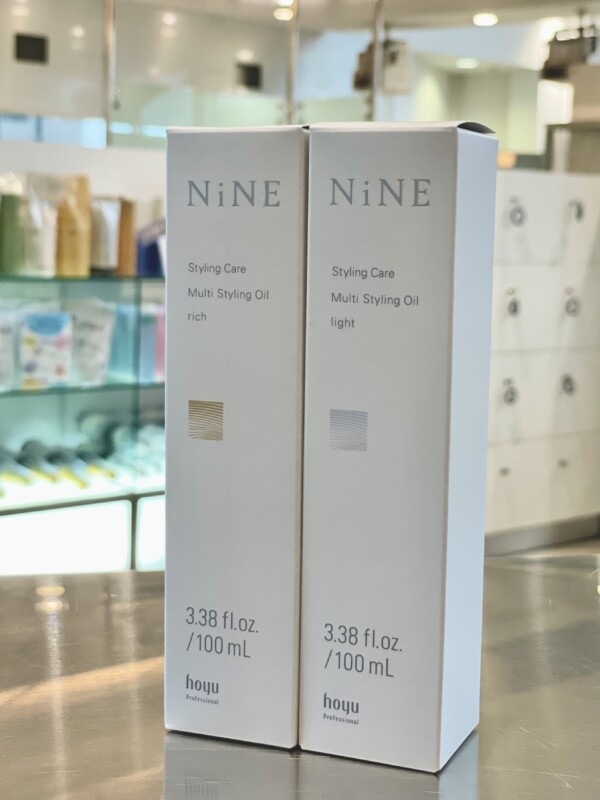 NiNE
Styling Care
Multi Styling Oil
rich
3.38 fl.oz.
/100 mL
hoyu
Professional
NiNE
Styling Care
Multi Styling Oil
light
3.38 fl.oz.
/100 mL
hoyu
Professional